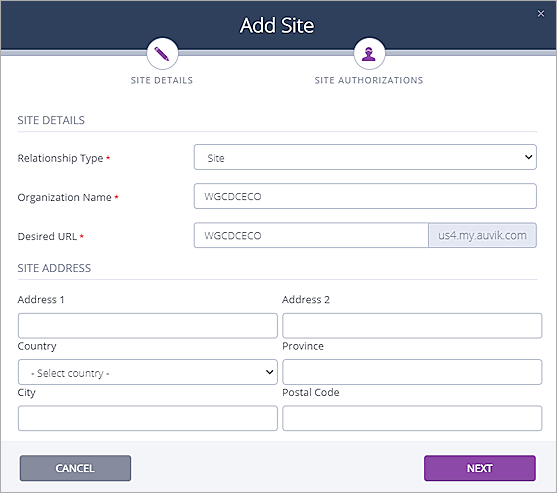 Add Site
×
SITE DETAILS
SITE AUTHORIZATIONS
SITE DETAILS
Relationship Type *
Site
Organization Name *
WGCDCECO
Desired URL *
WGCDCECO
us4.my.auvik.com
SITE ADDRESS
Address 1
Address 2
Country
Province
- Select country -
City
Postal Code
CANCEL
NEXT